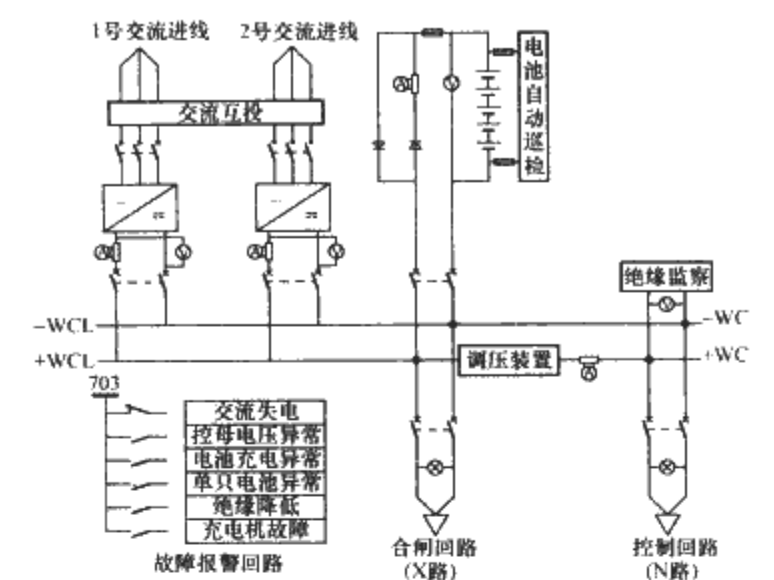 1号交流进线
2号交流进线
交流互投
电池自动巡检
A
V
A
V
A
V
绝缘监察
V
-WCL
-WC
+WCL
调压装置
+WC
A
703
交流失电
控母电压异常
电池充电异常
单只电池异常
绝缘降低
充电机故障
故障报警回路
合闸回路
(X路)
控制回路
(N路)